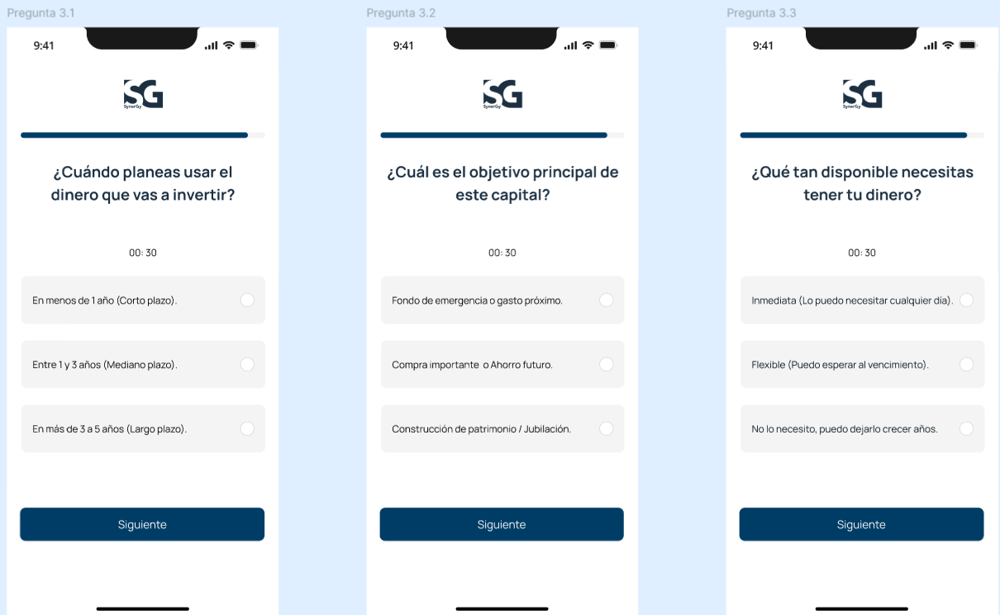 Pregunta 3.1
9:41
SG
SynerGy
¿Cuándo planeas usar el
dinero que vas a invertir?
00: 30
En menos de 1 año (Corto plazo).
Entre 1 y 3 años (Mediano plazo).
En más de 3 a 5 años (Largo plazo).
Siguiente
Pregunta 3.2
9:41
SG
SynerGy
¿Cuál es el objetivo principal de
este capital?
00: 30
Fondo de emergencia o gasto próximo.
Compra importante  o Ahorro futuro.
Construcción de patrimonio / Jubilación.
Siguiente
Pregunta 3.3
9:41
SG
SynerGy
¿Qué tan disponible necesitas
tener tu dinero?
00: 30
Inmediata (Lo puedo necesitar cualquier día).
Flexible (Puedo esperar al vencimiento).
No lo necesito, puedo dejarlo crecer años.
Siguiente